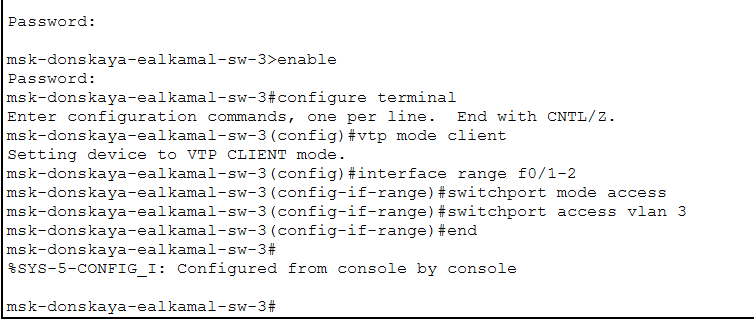 Password:
msk-donskaya-ealkamal-sw-3>enable
Password:
msk-donskaya-ealkamal-sw-3#configure terminal
Enter configuration commands, one per line.  End with CNTL/Z.
msk-donskaya-ealkamal-sw-3(config)#vtp mode client
Setting device to VTP CLIENT mode.
msk-donskaya-ealkamal-sw-3(config)#interface range f0/1-2
msk-donskaya-ealkamal-sw-3(config-if-range)#switchport mode access
msk-donskaya-ealkamal-sw-3(config-if-range)#switchport access vlan 3
msk-donskaya-ealkamal-sw-3(config-if-range)#end
msk-donskaya-ealkamal-sw-3#
%SYS-5-CONFIG_I: Configured from console by console
msk-donskaya-ealkamal-sw-3#